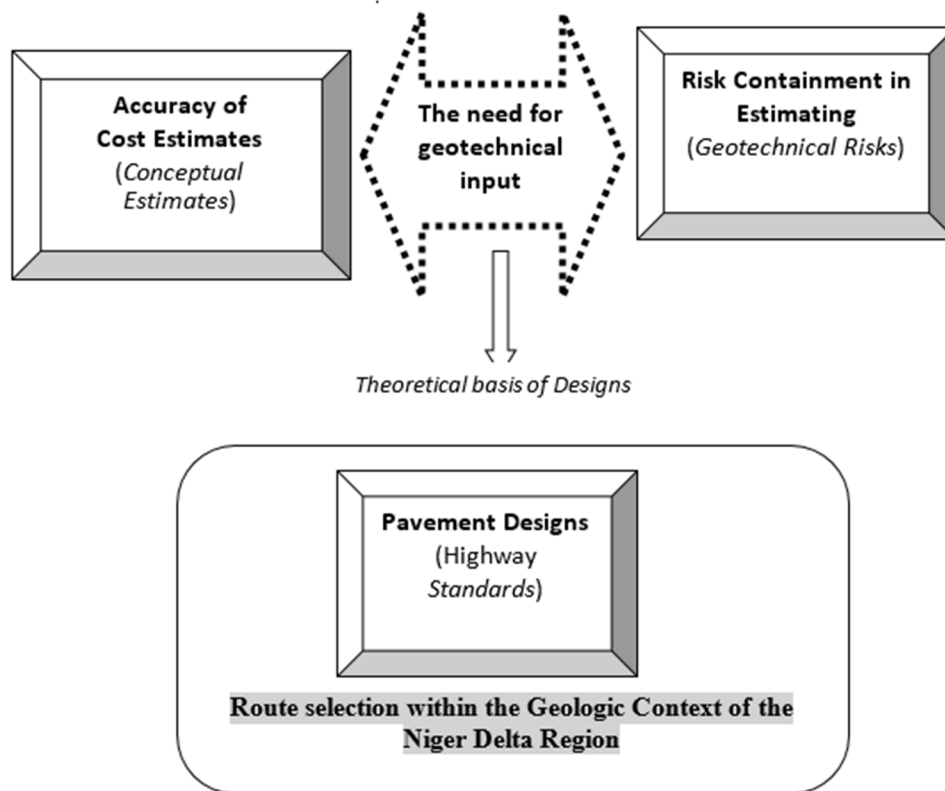 Accuracy of
Cost Estimates
(Conceptual
Estimates)
The need for
geotechnical
input
Risk Containment in
Estimating
(Geotechnical Risks)
Theoretical basis of Designs
Pavement Designs
(Highway
Standards)
Route selection within the Geologic Context of the
Niger Delta Region